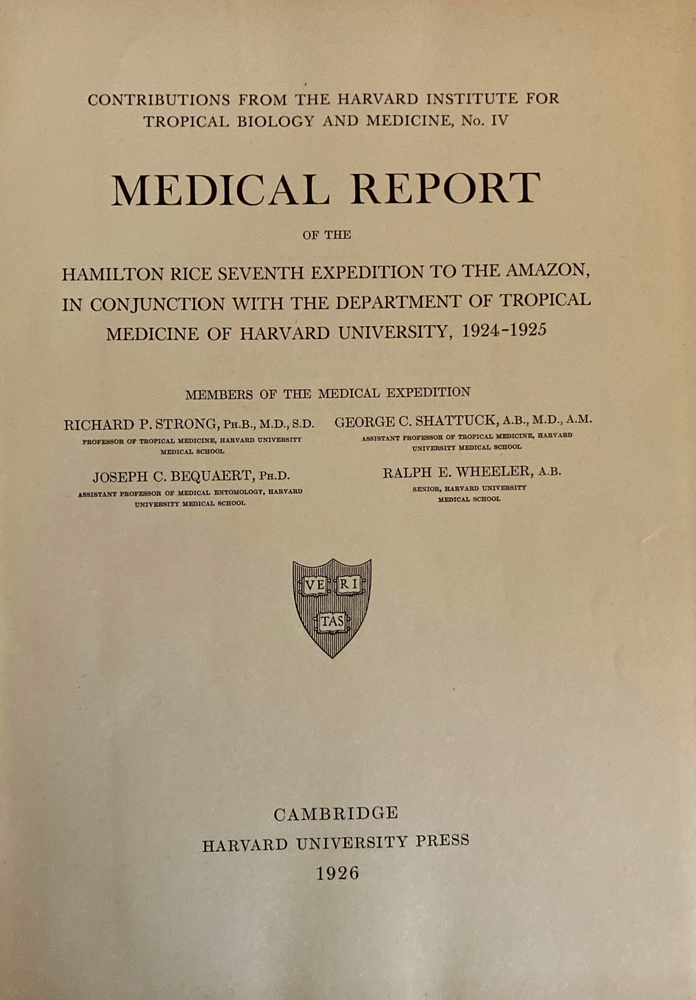 CONTRIBUTIONS FROM THE HARVARD INSTITUTE FOR
TROPICAL BIOLOGY AND MEDICINE, No. IV
MEDICAL REPORT
OF THE
HAMILTON RICE SEVENTH EXPEDITION TO THE AMAZON,
IN CONJUNCTION WITH THE DEPARTMENT OF TROPICAL
MEDICINE OF HARVARD UNIVERSITY, 1924-1925
MEMBERS OF THE MEDICAL EXPEDITION
RICHARD P. STRONG, Ph.B., M.D., S.D.
PROFESSOR OF TROPICAL MEDICINE, HARVARD UNIVERSITY
MEDICAL SCHOOL
GEORGE C. SHATTUCK, A.B., M.D., A.M.
ASSISTANT PROFESSOR OF TROPICAL MEDICINE, HARVARD
UNIVERSITY MEDICAL SCHOOL
JOSEPH C. BEQUAERT, Ph.D.
ASSISTANT PROFESSOR OF MEDICAL ENTOMOLOGY, HARVARD
UNIVERSITY MEDICAL SCHOOL
RALPH E. WHEELER, A.B.
SENIOR, HARVARD UNIVERSITY
MEDICAL SCHOOL
VE RI
TAS
CAMBRIDGE
HARVARD UNIVERSITY PRESS
1926